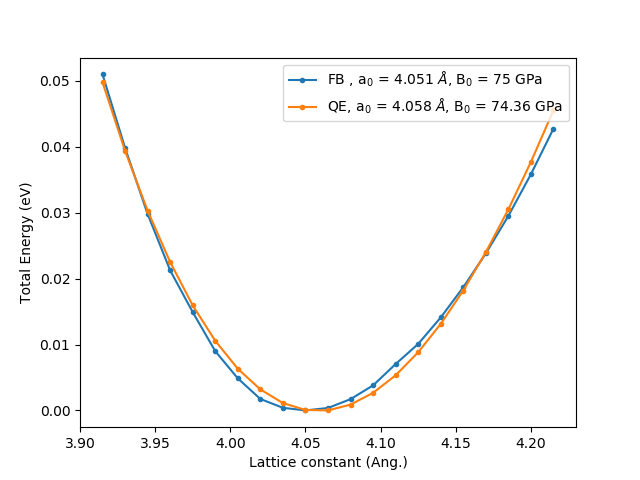 FB , a₀ = 4.051 Å, B₀ = 75 GPa
QE, a₀ = 4.058 Å, B₀ = 74.36 GPa
0.05
0.04
0.03
0.02
0.01
0.00
Total Energy (eV)
3.90 3.95 4.00 4.05 4.10 4.15 4.20
Lattice constant (Ang.)